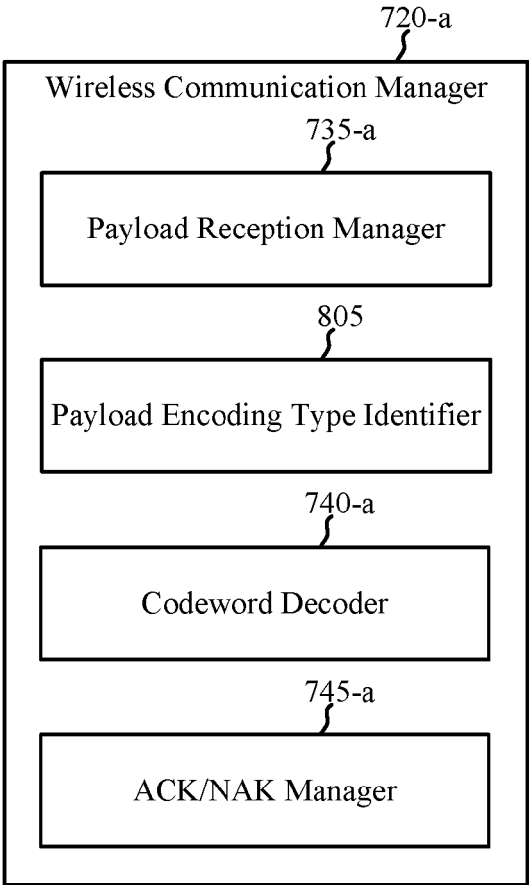 720-a
Wireless Communication Manager
735-a
Payload Reception Manager
805
Payload Encoding Type Identifier
740-a
Codeword Decoder
745-a
ACK/NAK Manager